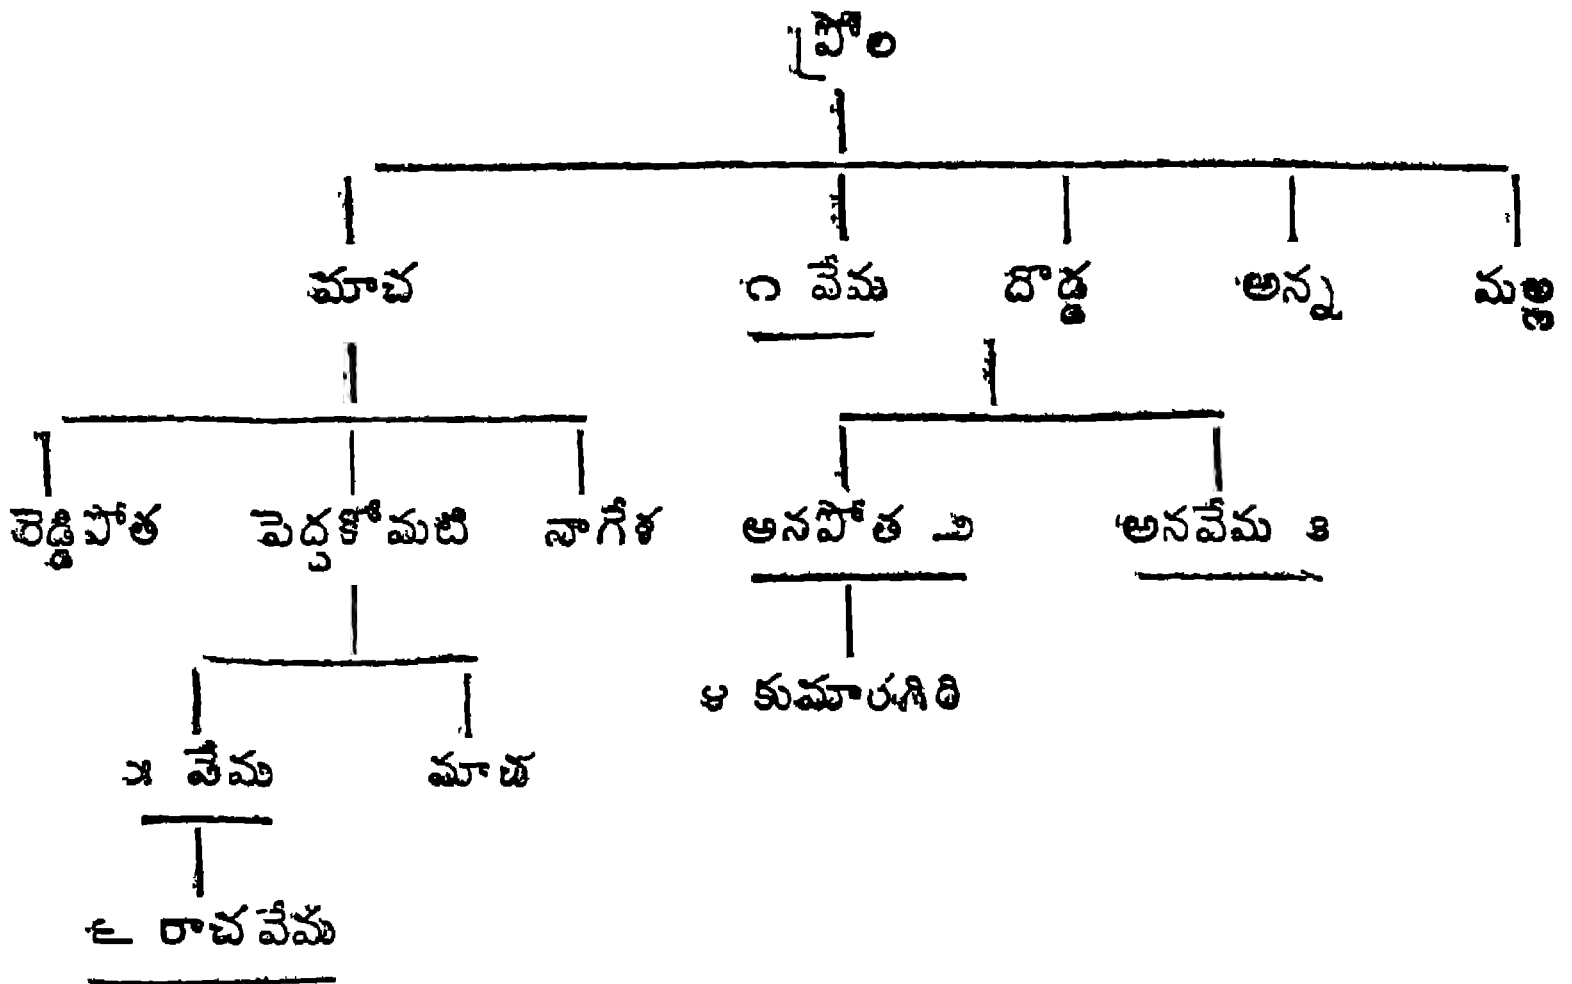 ప్రోల
మాచ ౧ వేమ దొడ్డ అన్న మల్ల
రెడ్డిపోత పెద్దకోమటి నాగేళ అనపోత ౨ అనవేమ ౩
౪ కుమారగిరి
౫ వేమ మాచ
౬ రాచవేమ